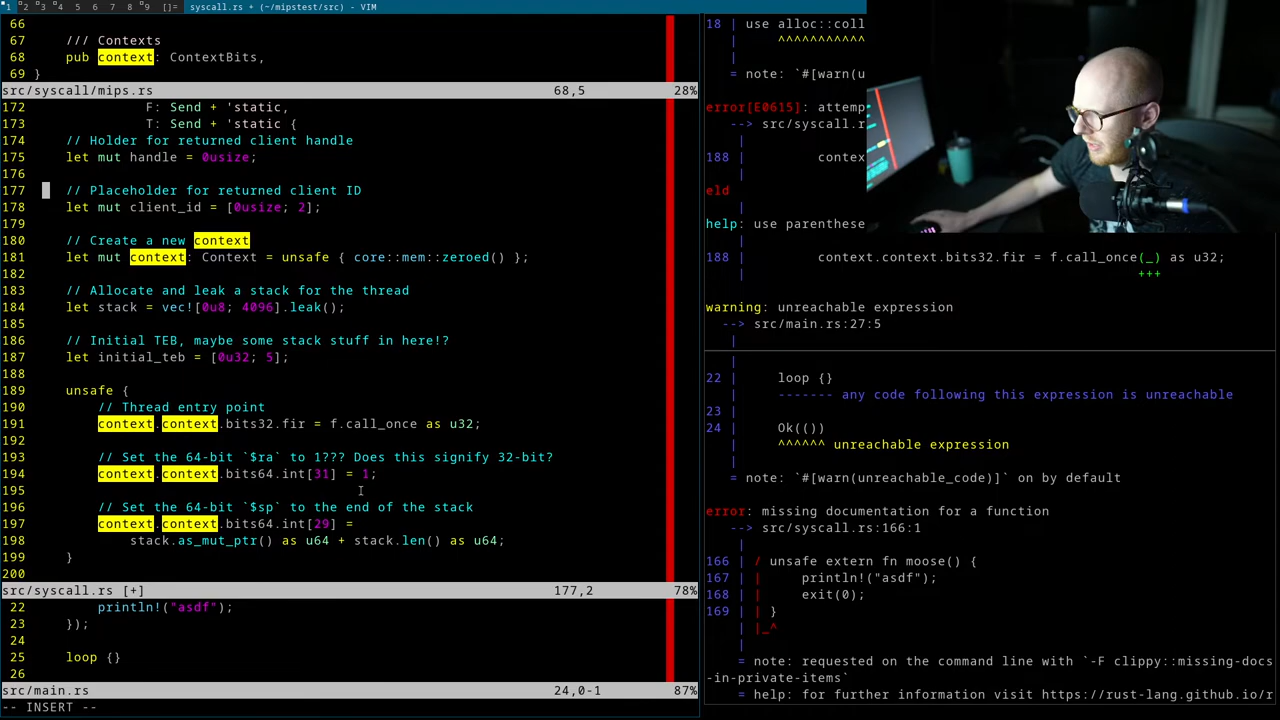 1 2 3 4 5 6 7 8 9 []= syscall.rs + (~/mipstest/src) - VIM
66
67 /// Contexts
68 pub context: ContextBits,
69 }
src/syscall/mips.rs 68,5 28%
172 F: Send + 'static,
173 T: Send + 'static {
174 // Holder for returned client handle
175 let mut handle = 0usize;
176
177 // Placeholder for returned client ID
178 let mut client_id = [0usize; 2];
179
180 // Create a new context
181 let mut context: Context = unsafe { core::mem::zeroed() };
182
183 // Allocate and leak a stack for the thread
184 let stack = vec![0u8; 4096].leak();
185
186 // Initial TEB, maybe some stack stuff in here!?
187 let initial_teb = [0u32; 5];
188
189 unsafe {
190 // Thread entry point
191 context.context.bits32.fir = f.call_once as u32;
192
193 // Set the 64-bit `$ra` to 1??? Does this signify 32-bit?
194 context.context.bits64.int[31] = 1;
195
196 // Set the 64-bit `$sp` to the end of the stack
197 context.context.bits64.int[29] =
198 stack.as_mut_ptr() as u64 + stack.len() as u64;
199 }
200
src/syscall.rs [+] 177,2 78%
22 println!("asdf");
23 });
24
25 loop {}
26
src/main.rs 24,0-1 87%
-- INSERT --
18 | use alloc::coll
| ^^^^^^^^^^^
|
= note: `#[warn(u
error[E0615]: attemp
--> src/syscall.r
|
188 | contex
|
eld
|
help: use parenthese
|
188 | context.context.bits32.fir = f.call_once(_) as u32;
| +++
warning: unreachable expression
--> src/main.rs:27:5
|
|
22 | loop {}
| ------- any code following this expression is unreachable
23 |
24 | Ok(())
| ^^^^^^ unreachable expression
|
= note: `#[warn(unreachable_code)]` on by default
error: missing documentation for a function
--> src/syscall.rs:166:1
|
166 | / unsafe extern fn moose() {
167 | | println!("asdf");
168 | | exit(0);
169 | | }
| |_^
|
= note: requested on the command line with `-F clippy::missing-docs
-in-private-items`
= help: for further information visit https://rust-lang.github.io/r